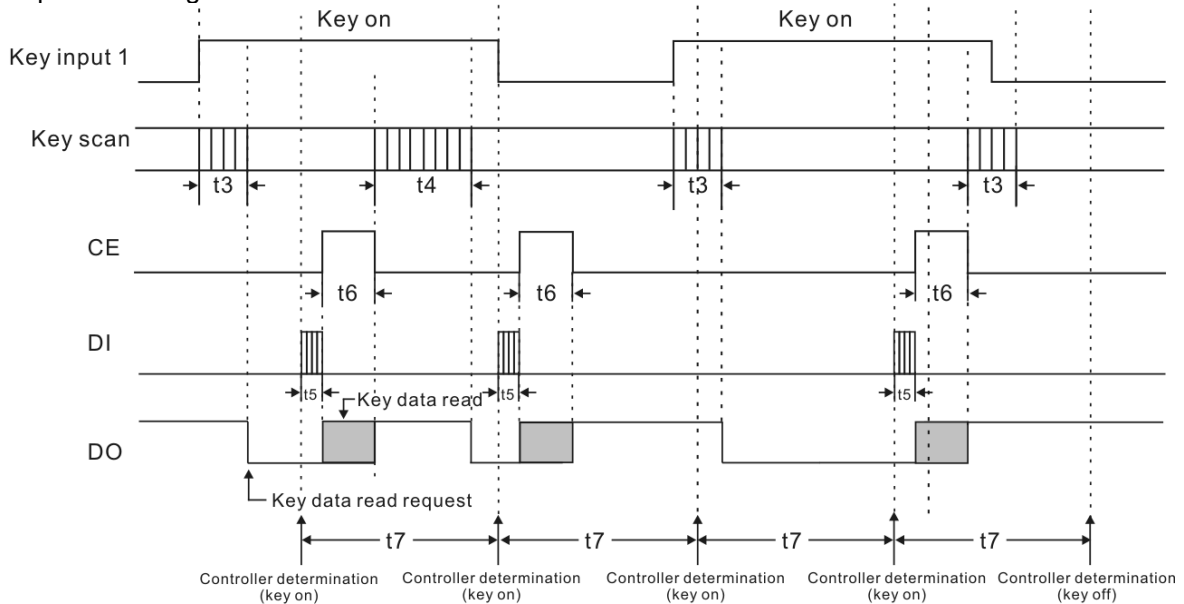 Key on Key on
Key input 1
Key scan
t3 t4 t3 t3
CE
t6 t6 t6
DI
t5 t5 t5
Key data read
DO
Key data read request
t7 t7 t7 t7
Controller determination Controller determination Controller determination Controller determination Controller determination
(key on) (key on) (key on) (key on) (key off)